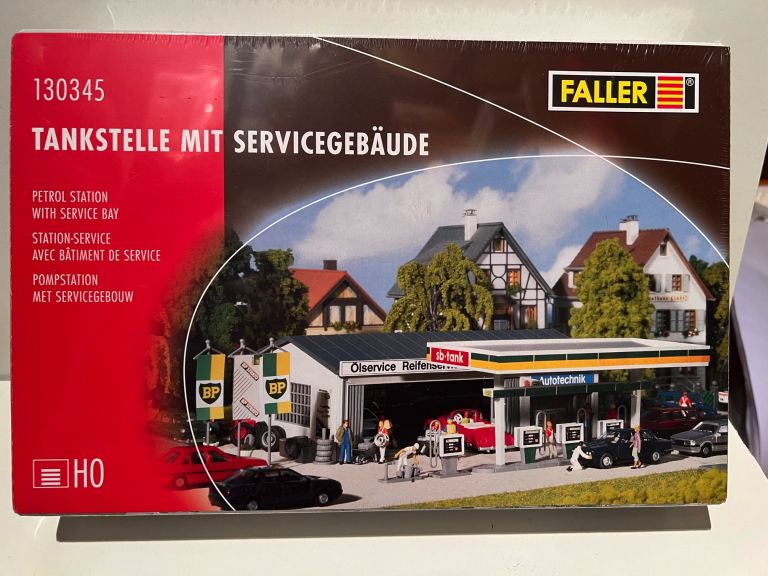 130345
FALLER
®
TANKSTELLE MIT SERVICEGEBÄUDE
PETROL STATION
WITH SERVICE BAY
STATION-SERVICE
AVEC BÂTIMENT DE SERVICE
POMPSTATION
MET SERVICEGEBOUW
sb-tank
Ölservice Reifenserv
Autotechnik
BP
BP
H0